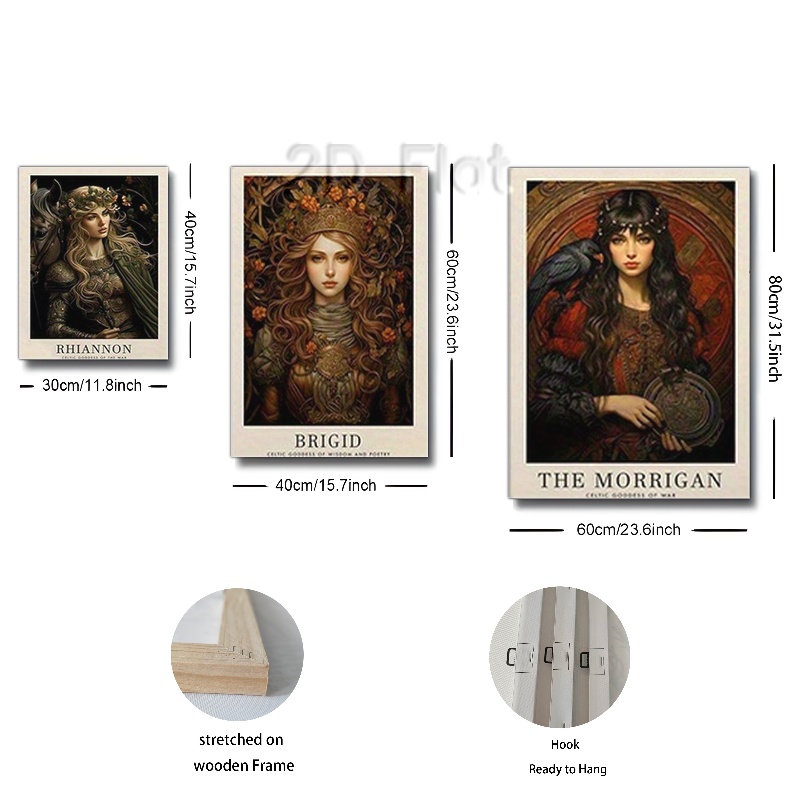 2D Flat
RHIANNON
CELTIC GODDESS OF THE WAR
40cm/15.7inch
30cm/11.8inch
BRIGID
CELTIC GODDESS OF WISDOM AND POETRY
60cm/23.6inch
40cm/15.7inch
THE MORRIGAN
CELTIC GODDESS OF WAR
80cm/31.5inch
60cm/23.6inch
stretched on
wooden Frame
Hook
Ready to Hang